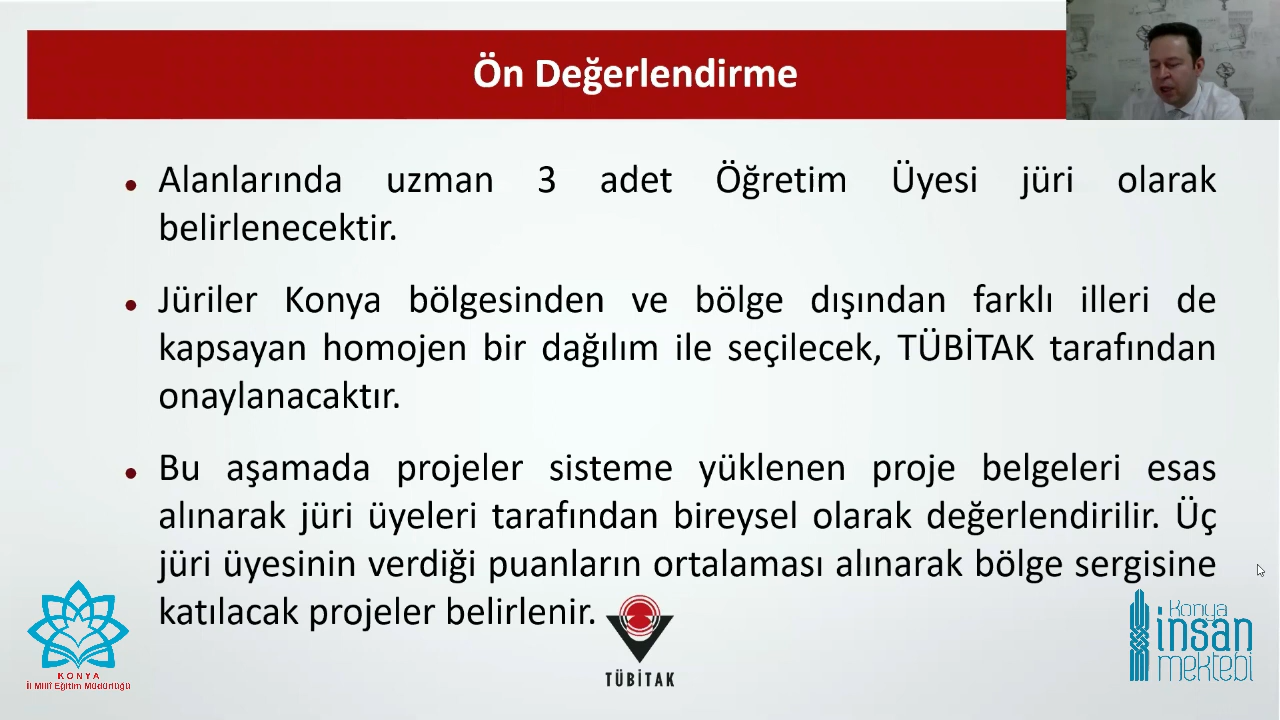 Ön Değerlendirme
Alanlarında uzman 3 adet Öğretim Üyesi jüri olarak
belirlenecektir.
Jüriler Konya bölgesinden ve bölge dışından farklı illeri de
kapsayan homojen bir dağılım ile seçilecek, TÜBİTAK tarafından
onaylanacaktır.
Bu aşamada projeler sisteme yüklenen proje belgeleri esas
alınarak jüri üyeleri tarafından bireysel olarak değerlendirilir. Üç
jüri üyesinin verdiği puanların ortalaması alınarak bölge sergisine
katılacak projeler belirlenir.
KONYA
İl Millî Eğitim Müdürlüğü
TÜBİTAK
Konya
insan
mektebi